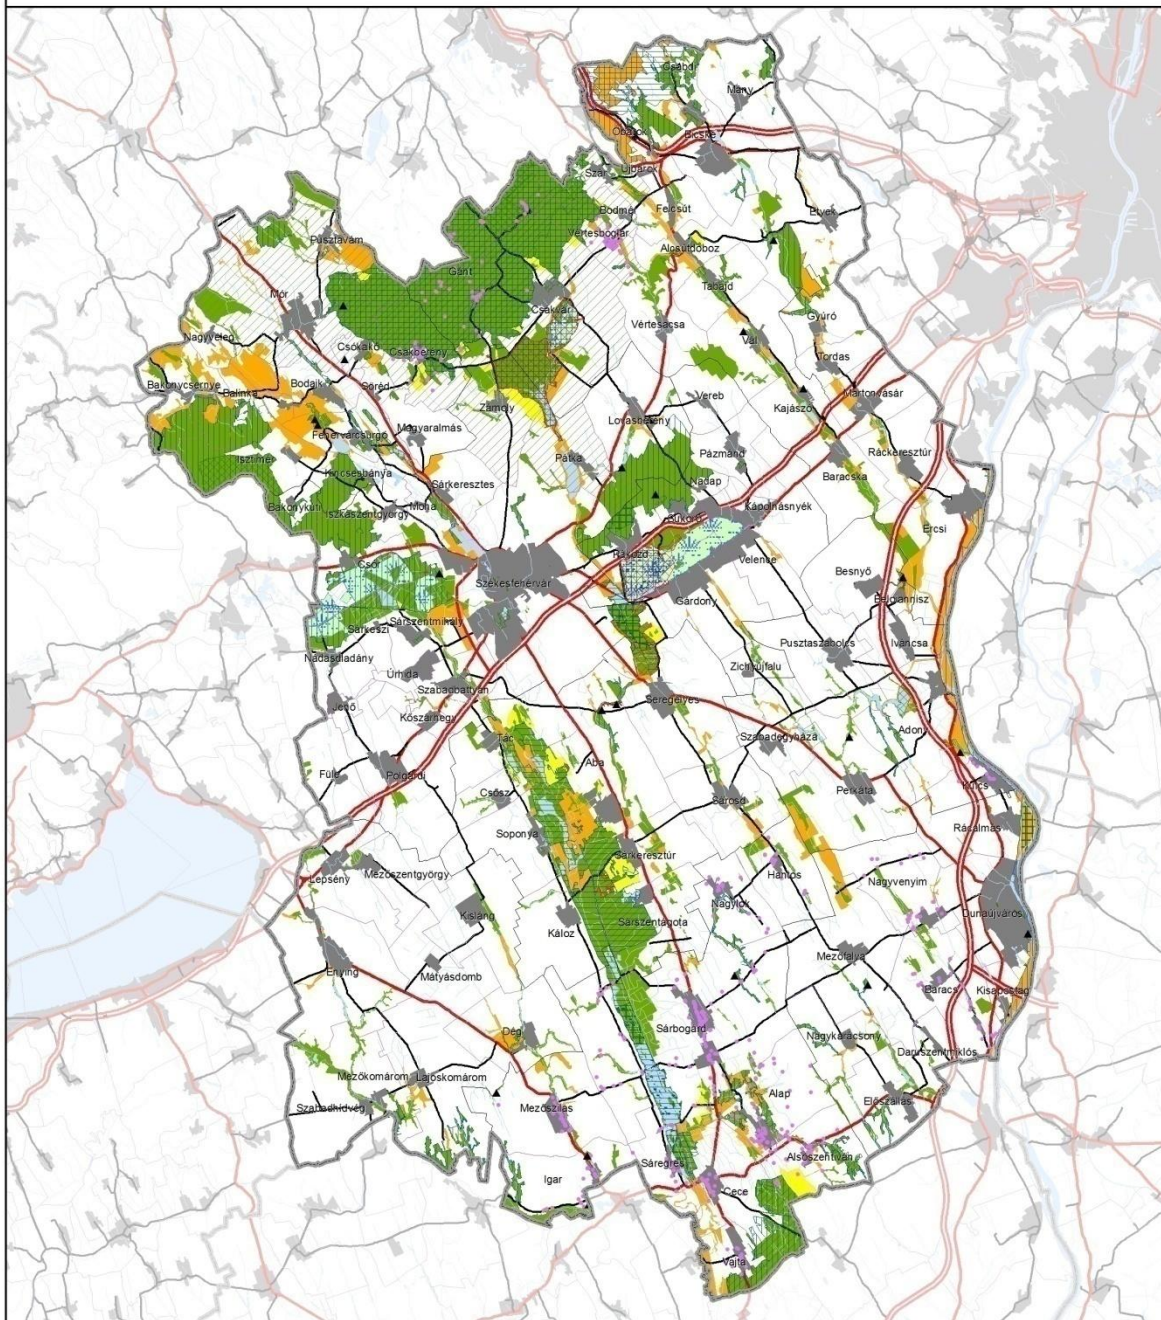 Csabdi
Mány
Óbarok
Bicske
Újbarok
Szár
Bodmér
Felcsút
Etyek
Vértesboglár
Alcsútdoboz
Pusztavám
Gánt
Tabajd
Csákvár
Mór
Gyúró
Vértesacsa
Vál
Nagyveleg
Csókakő
Csákberény
Tordas
Bakonycsernye
Balinka
Bodajk
Söréd
Vereb
Kajászó
Martonvásár
Zámoly
Lovasberény
Fehérvárcsurgó
Magyaralmás
Isztimér
Pátka
Pázmánd
Ráckeresztúr
Kincsesbánya
Nadap
Baracska
Sárkeresztes
Bakonykúti
Iszkaszentgyörgy
Moha
Kápolnásnyék
Sukoró
Ercsi
Pákozd
Velence
Csór
Székesfehérvár
Besnyő
Gárdony
Beloiannisz
Sárkeszi
Sárszentmihály
Iváncsa
Nádasdladány
Pusztaszabolcs
Úrhida
Zichyújfalu
Szabadbattyán
Jenő
Seregélyes
Kőszárhegy
Adony
Szabadegyháza
Tác
Füle
Polgárdi
Aba
Csősz
Kulcs
Perkáta
Sárosd
Soponya
Rácalmás
Sárkeresztúr
Lepsény
Mezőszentgyörgy
Hantos
Nagyvenyim
Nagylók
Kisláng
Dunaújváros
Sárszentágota
Káloz
Mezőfalva
Enying
Mátyásdomb
Baracs
Kisapostag
Sárbogárd
Dég
Nagykarácsony
Daruszentmiklós
Mezőkomárom
Lajoskomárom
Alap
Előszállás
Szabadhídvég
Mezőszilas
Alsószentiván
Sáregres
Igar
Cece
Vajta